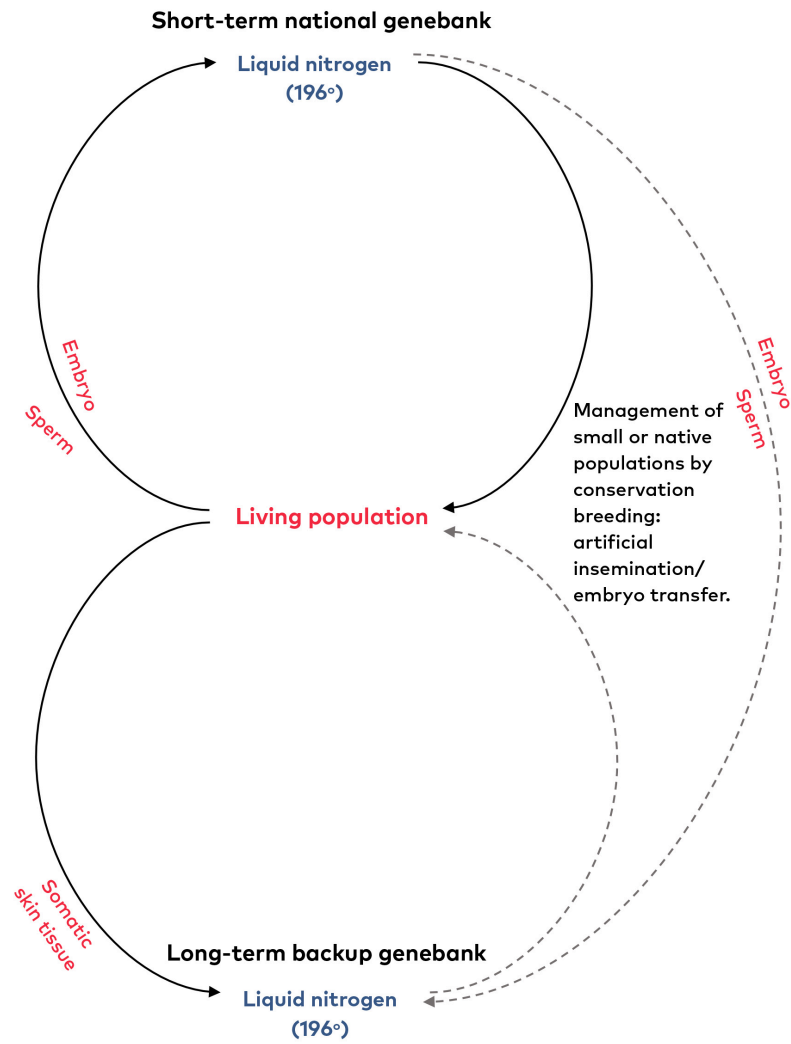 Short-term national genebank
Liquid nitrogen
(196°)
Embryo
Sperm
Embryo
Sperm
Management of
small or native
populations by
conservation
breeding:
artificial
insemination/
embryo transfer.
Living population
Somatic
skin tissue
Long-term backup genebank
Liquid nitrogen
(196°)